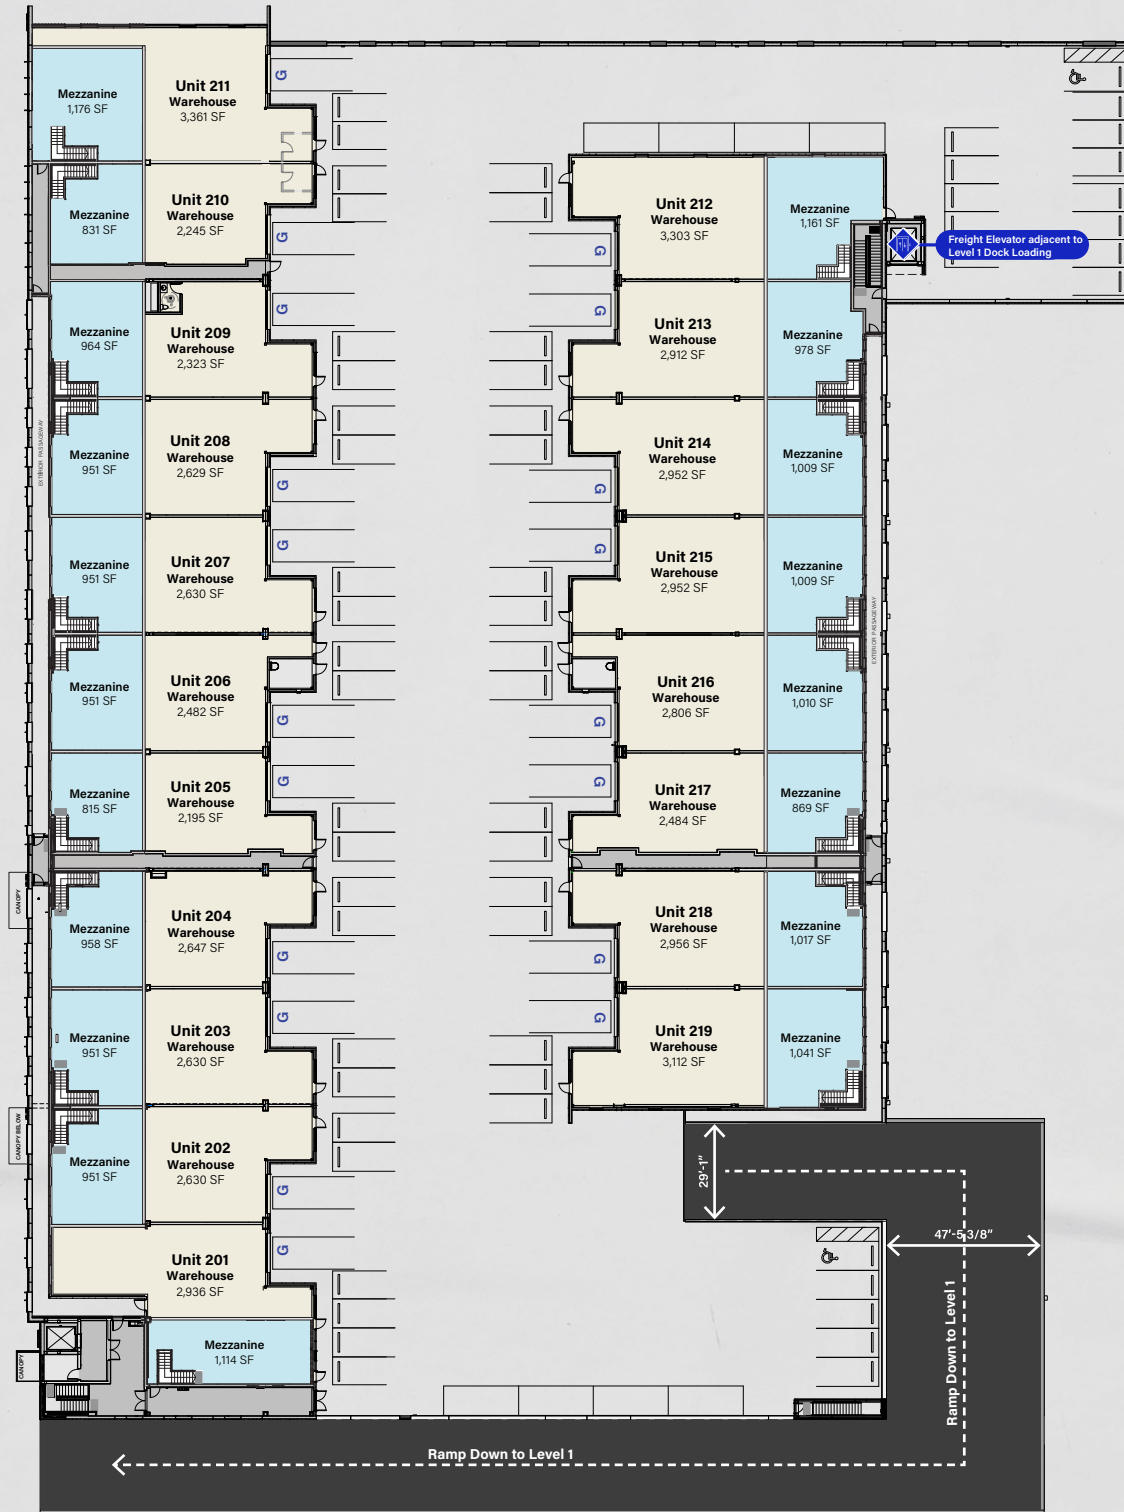 Unit 211
Warehouse
3,361 SF
Mezzanine
1,176 SF
G
Unit 210
Warehouse
2,245 SF
Mezzanine
831 SF
G
Unit 212
Warehouse
3,303 SF
Mezzanine
1,161 SF
G
Freight Elevator adjacent to
Level 1 Dock Loading
Unit 209
Warehouse
2,323 SF
Mezzanine
964 SF
G
Unit 213
Warehouse
2,912 SF
Mezzanine
978 SF
G
EXTERIOR PASSAGEWAY
Unit 208
Warehouse
2,629 SF
Mezzanine
951 SF
G
Unit 214
Warehouse
2,952 SF
Mezzanine
1,009 SF
G
Unit 207
Warehouse
2,630 SF
Mezzanine
951 SF
G
Unit 215
Warehouse
2,952 SF
Mezzanine
1,009 SF
G
EXTERIOR PASSAGEWAY
Unit 206
Warehouse
2,482 SF
Mezzanine
951 SF
G
Unit 216
Warehouse
2,806 SF
Mezzanine
1,010 SF
G
Unit 205
Warehouse
2,195 SF
Mezzanine
815 SF
G
Unit 217
Warehouse
2,484 SF
Mezzanine
869 SF
G
CANOPY
Unit 204
Warehouse
2,647 SF
Mezzanine
958 SF
G
Unit 218
Warehouse
2,956 SF
Mezzanine
1,017 SF
G
Unit 203
Warehouse
2,630 SF
Mezzanine
951 SF
G
Unit 219
Warehouse
3,112 SF
Mezzanine
1,041 SF
G
CANOPY BELOW
Unit 202
Warehouse
2,630 SF
Mezzanine
951 SF
G
29'-1"
47'-5 3/8"
Unit 201
Warehouse
2,936 SF
G
Mezzanine
1,114 SF
CANOPY
Ramp Down to Level 1
Ramp Down to Level 1